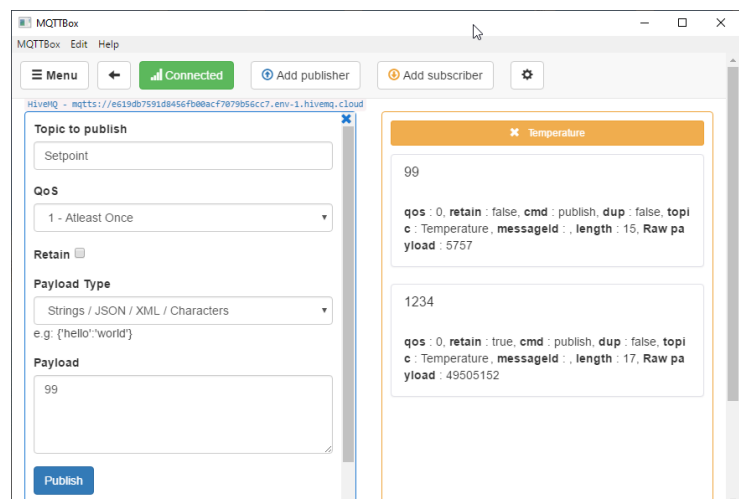 MQTTBox
MQTTBox Edit Help
Menu Connected Add publisher Add subscriber
HiveMQ - mqtts://e619db7591d8456fb00acf7079b56cc7.env-1.hivemq.cloud
Topic to publish
Setpoint
QoS
1 - Atleast Once
Retain
Payload Type
Strings / JSON / XML / Characters
e.g: {'hello':'world'}
Payload
99
Publish
Temperature
99
qos : 0, retain : false, cmd : publish, dup : false, topi
c : Temperature, messageId : , length : 15, Raw pa
yload : 5757
1234
qos : 0, retain : true, cmd : publish, dup : false, topi
c : Temperature, messageId : , length : 17, Raw pa
yload : 49505152